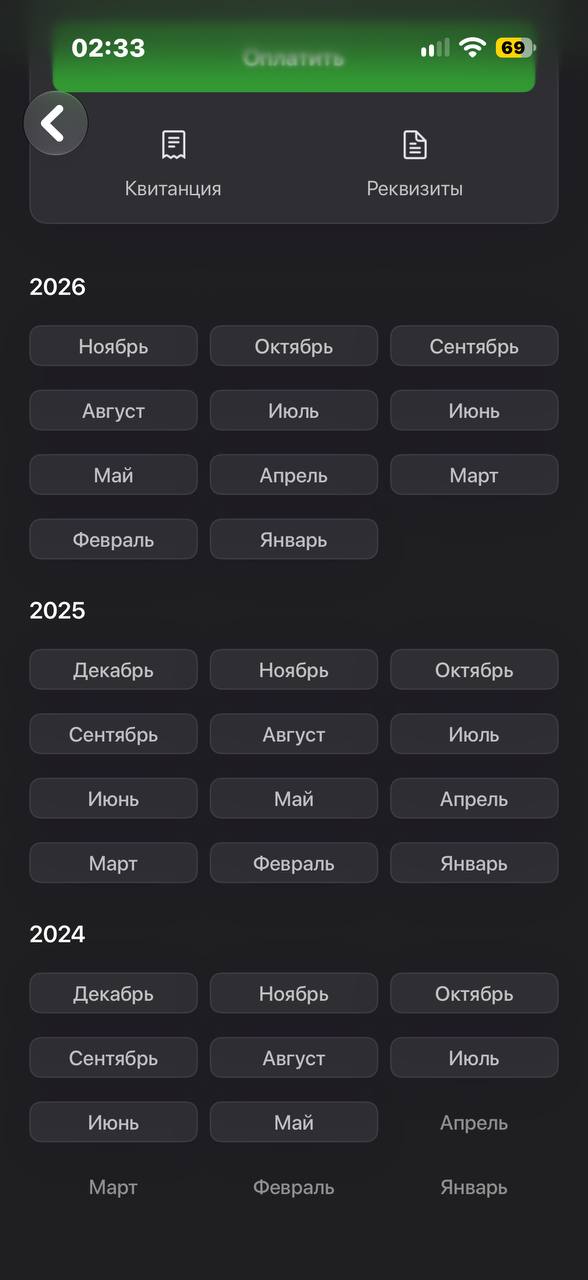 02:33
69
Оплатить
Квитанция Реквизиты
2026
Ноябрь Октябрь Сентябрь
Август Июль Июнь
Май Апрель Март
Февраль Январь
2025
Декабрь Ноябрь Октябрь
Сентябрь Август Июль
Июнь Май Апрель
Март Февраль Январь
2024
Декабрь Ноябрь Октябрь
Сентябрь Август Июль
Июнь Май Апрель
Март Февраль Январь